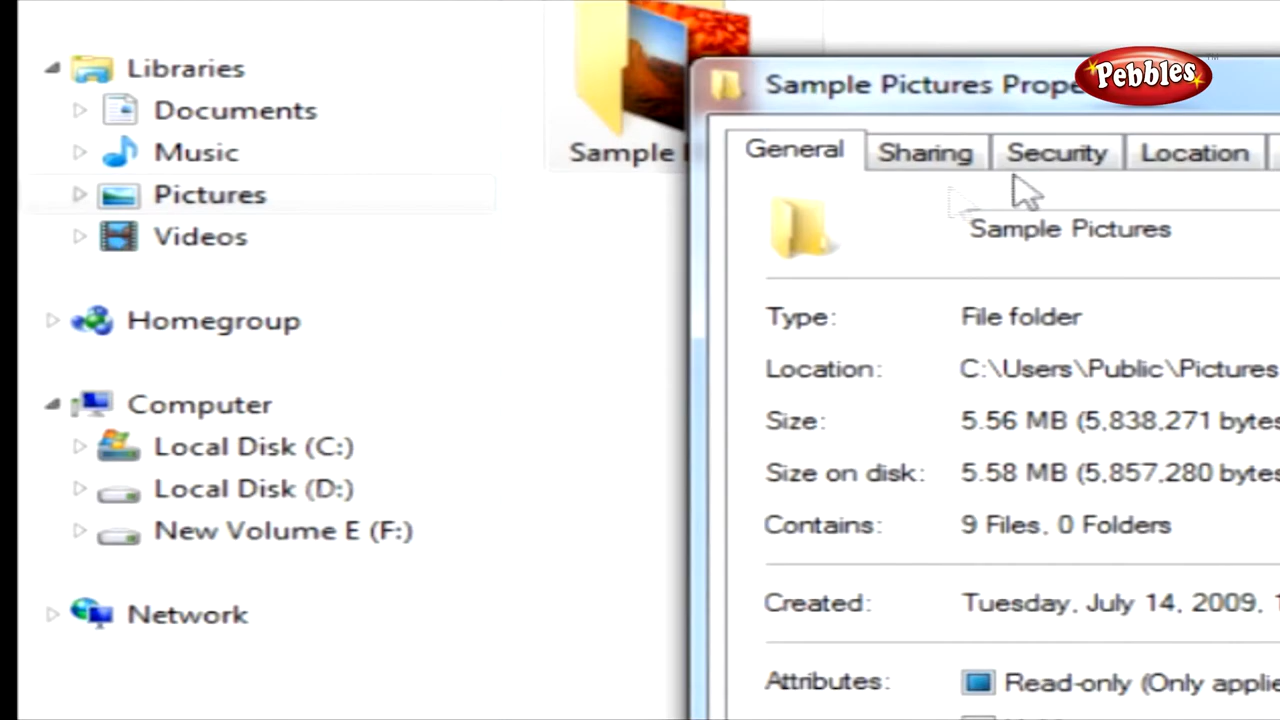 Libraries
Documents
Music
Pictures
Videos
Homegroup
Computer
Local Disk (C:)
Local Disk (D:)
New Volume E (F:)
Network
Sample
Sample Pictures Prope
Pebbles
TM
General
Sharing
Security
Location
Sample Pictures
Type: File folder
Location: C:\Users\Public\Pictures
Size: 5.56 MB (5,838,271 bytes
Size on disk: 5.58 MB (5,857,280 bytes
Contains: 9 Files, 0 Folders
Created: Tuesday, July 14, 2009, 1
Attributes: Read-only (Only applie